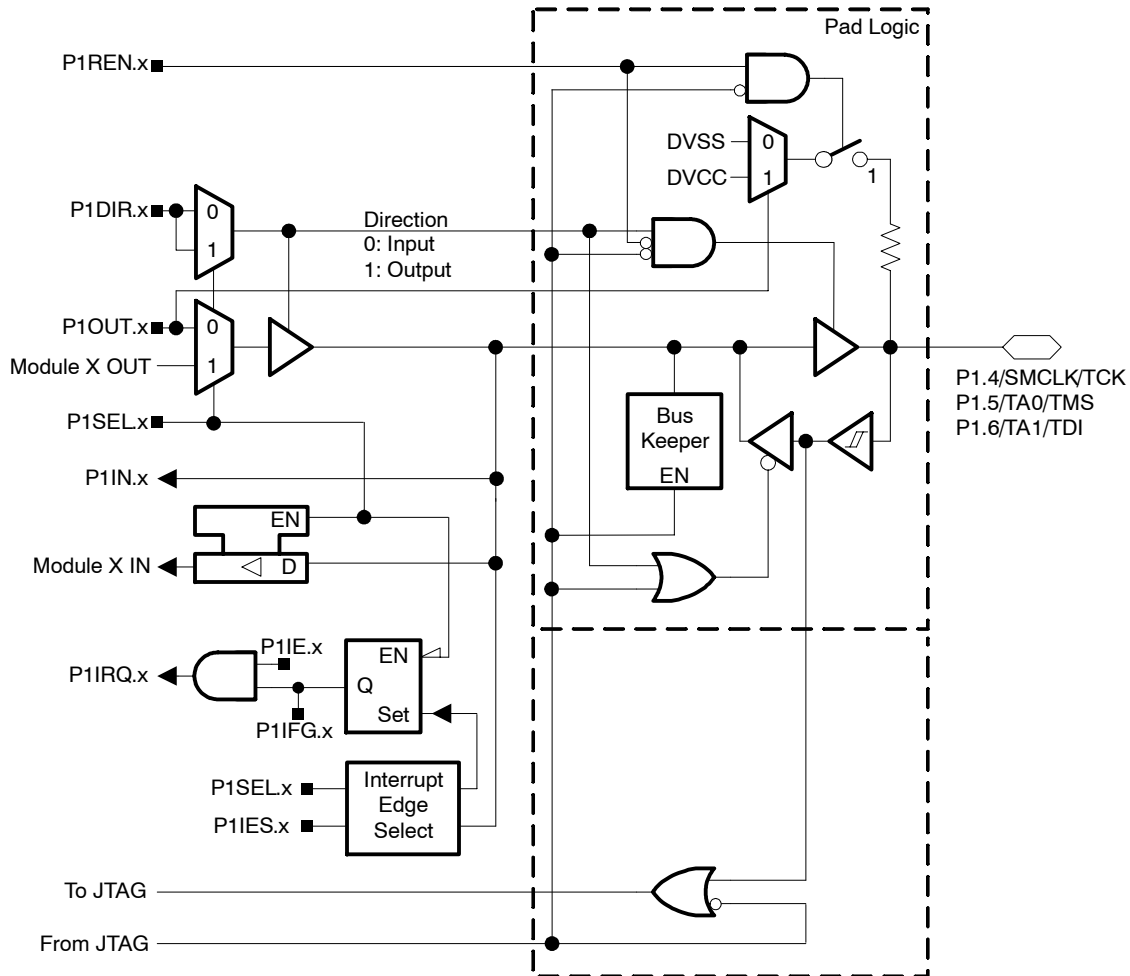 Pad Logic
P1REN.x
DVSS
0
DVCC
1
1
P1DIR.x
0
1
Direction
0: Input
1: Output
P1OUT.x
0
Module X OUT
1
P1.4/SMCLK/TCK
P1.5/TA0/TMS
P1.6/TA1/TDI
P1SEL.x
Bus
Keeper
EN
P1IN.x
EN
Module X IN
D
P1IE.x
P1IRQ.x
EN
Q
Set
P1IFG.x
P1SEL.x
P1IES.x
Interrupt
Edge
Select
To JTAG
From JTAG